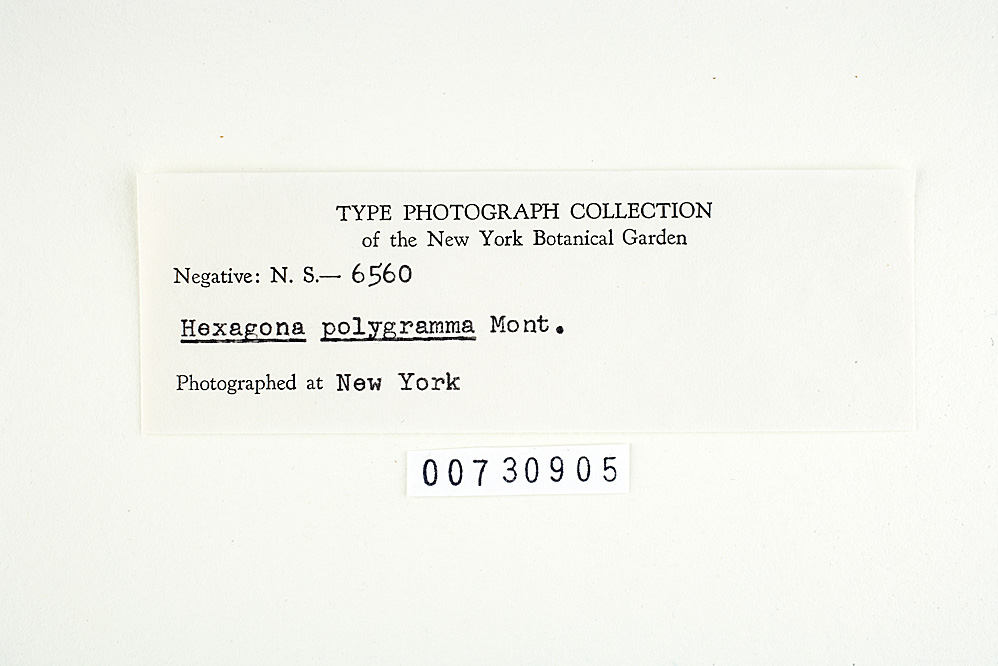 TYPE PHOTOGRAPH COLLECTION
of the New York Botanical Garden
Negative: N. S.— 6560
Hexagona polygramma Mont.
Photographed at New York
00730905